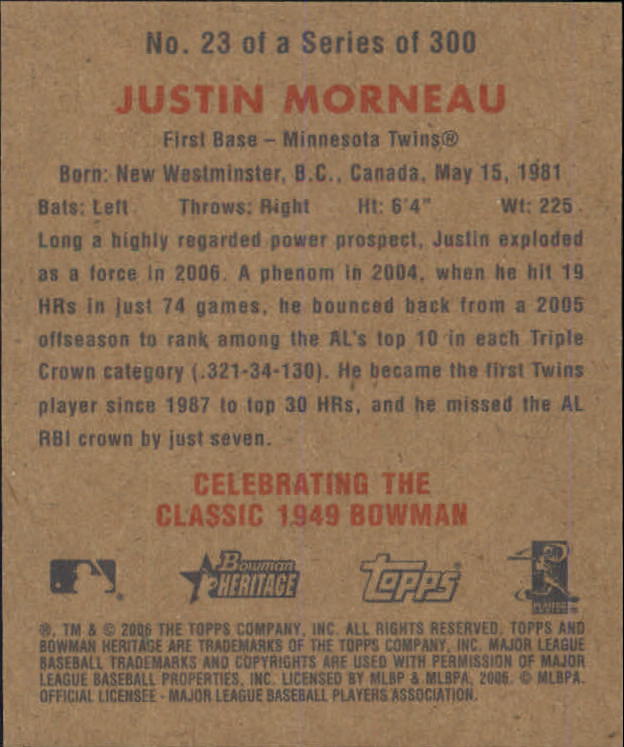 No. 23 of a Series of 300
JUSTIN MORNEAU
First Base – Minnesota Twins®
Born: New Westminster, B.C., Canada, May 15, 1981
Bats: Left Throws: Right Ht: 6'4" Wt: 225
Long a highly regarded power prospect, Justin exploded
as a force in 2006. A phenom in 2004, when he hit 19
HRs in just 74 games, he bounced back from a 2005
offseason to rank among the AL's top 10 in each Triple
Crown category (.321-34-130). He became the first Twins
player since 1987 to top 30 HRs, and he missed the AL
RBI crown by just seven.
CELEBRATING THE
CLASSIC 1949 BOWMAN
Bowman
HERITAGE
Topps®
PLAYERS
®, TM & © 2006 THE TOPPS COMPANY, INC. ALL RIGHTS RESERVED. TOPPS AND
BOWMAN HERITAGE ARE TRADEMARKS OF THE TOPPS COMPANY, INC. MAJOR LEAGUE
BASEBALL TRADEMARKS AND COPYRIGHTS ARE USED WITH PERMISSION OF MAJOR
LEAGUE BASEBALL PROPERTIES, INC. LICENSED BY MLBP & MLBPA, 2006. © MLBPA.
OFFICIAL LICENSEE - MAJOR LEAGUE BASEBALL PLAYERS ASSOCIATION.